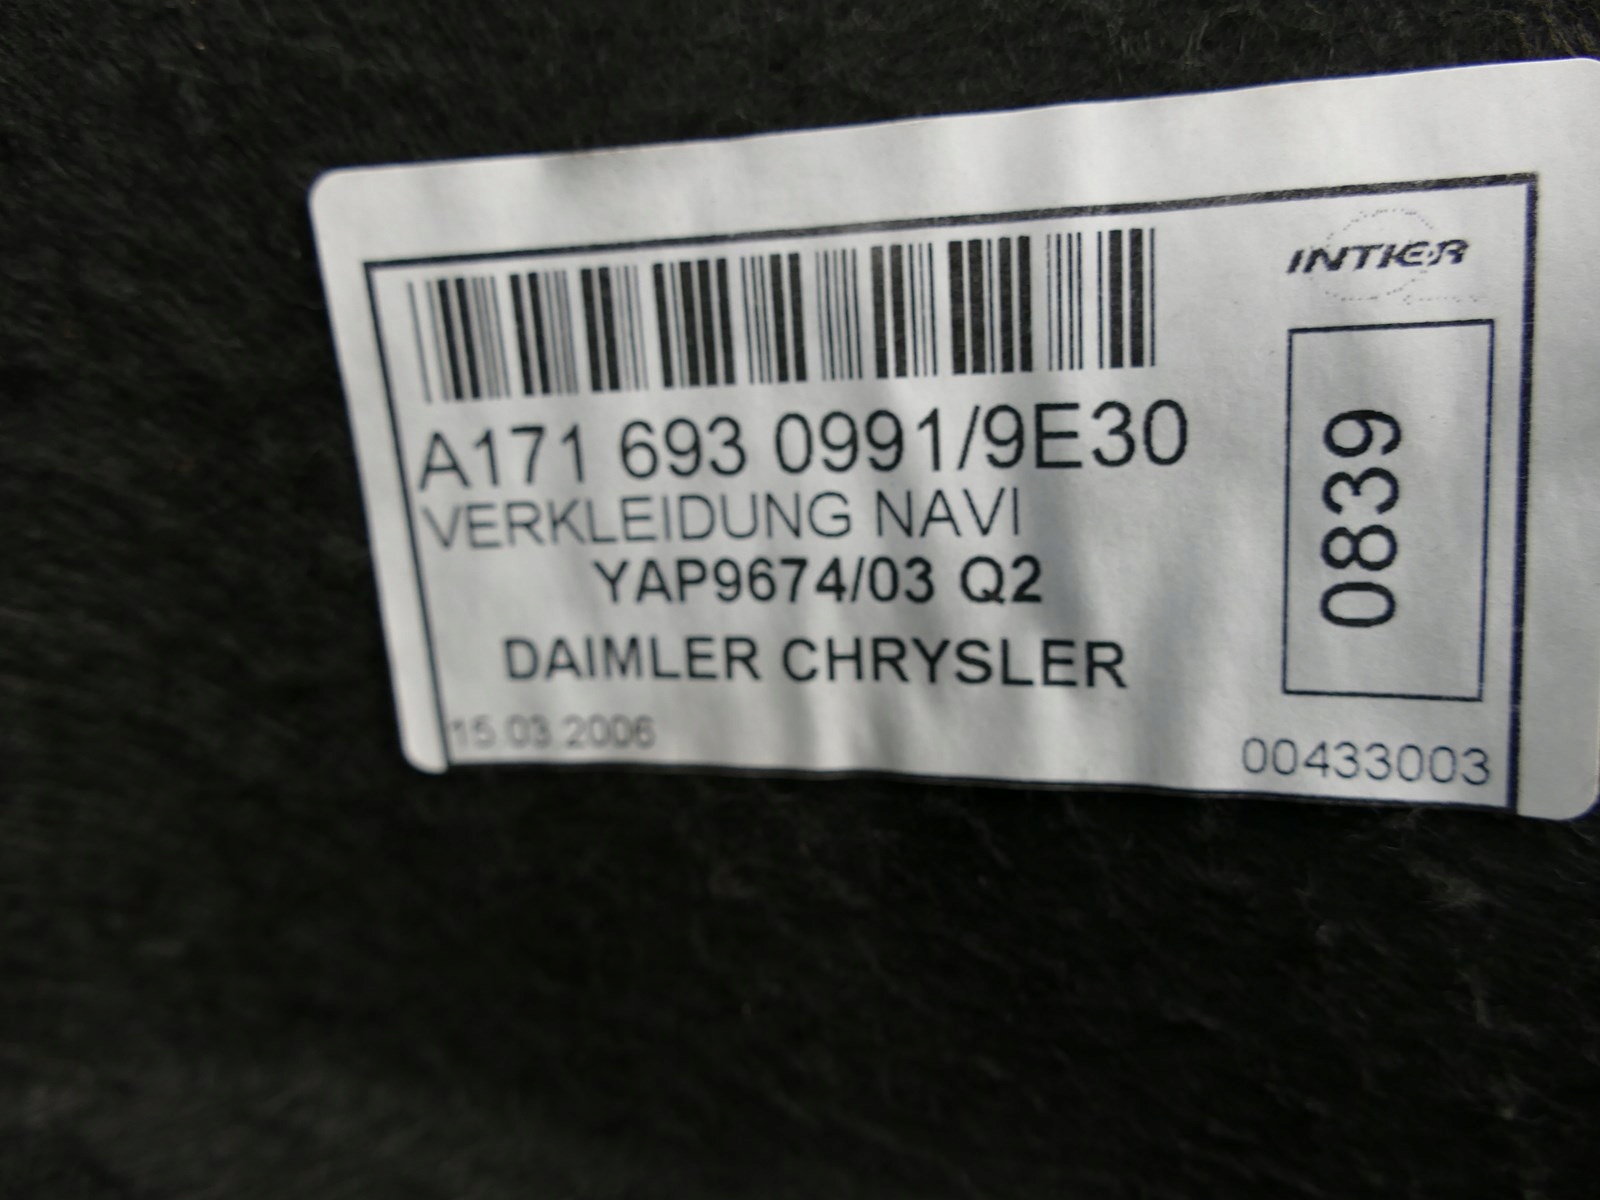 INTIER
A171 693 0991/9E30
VERKLEIDUNG NAVI
YAP9674/03 Q2
DAIMLER CHRYSLER
0839
15.03.2006
00433003